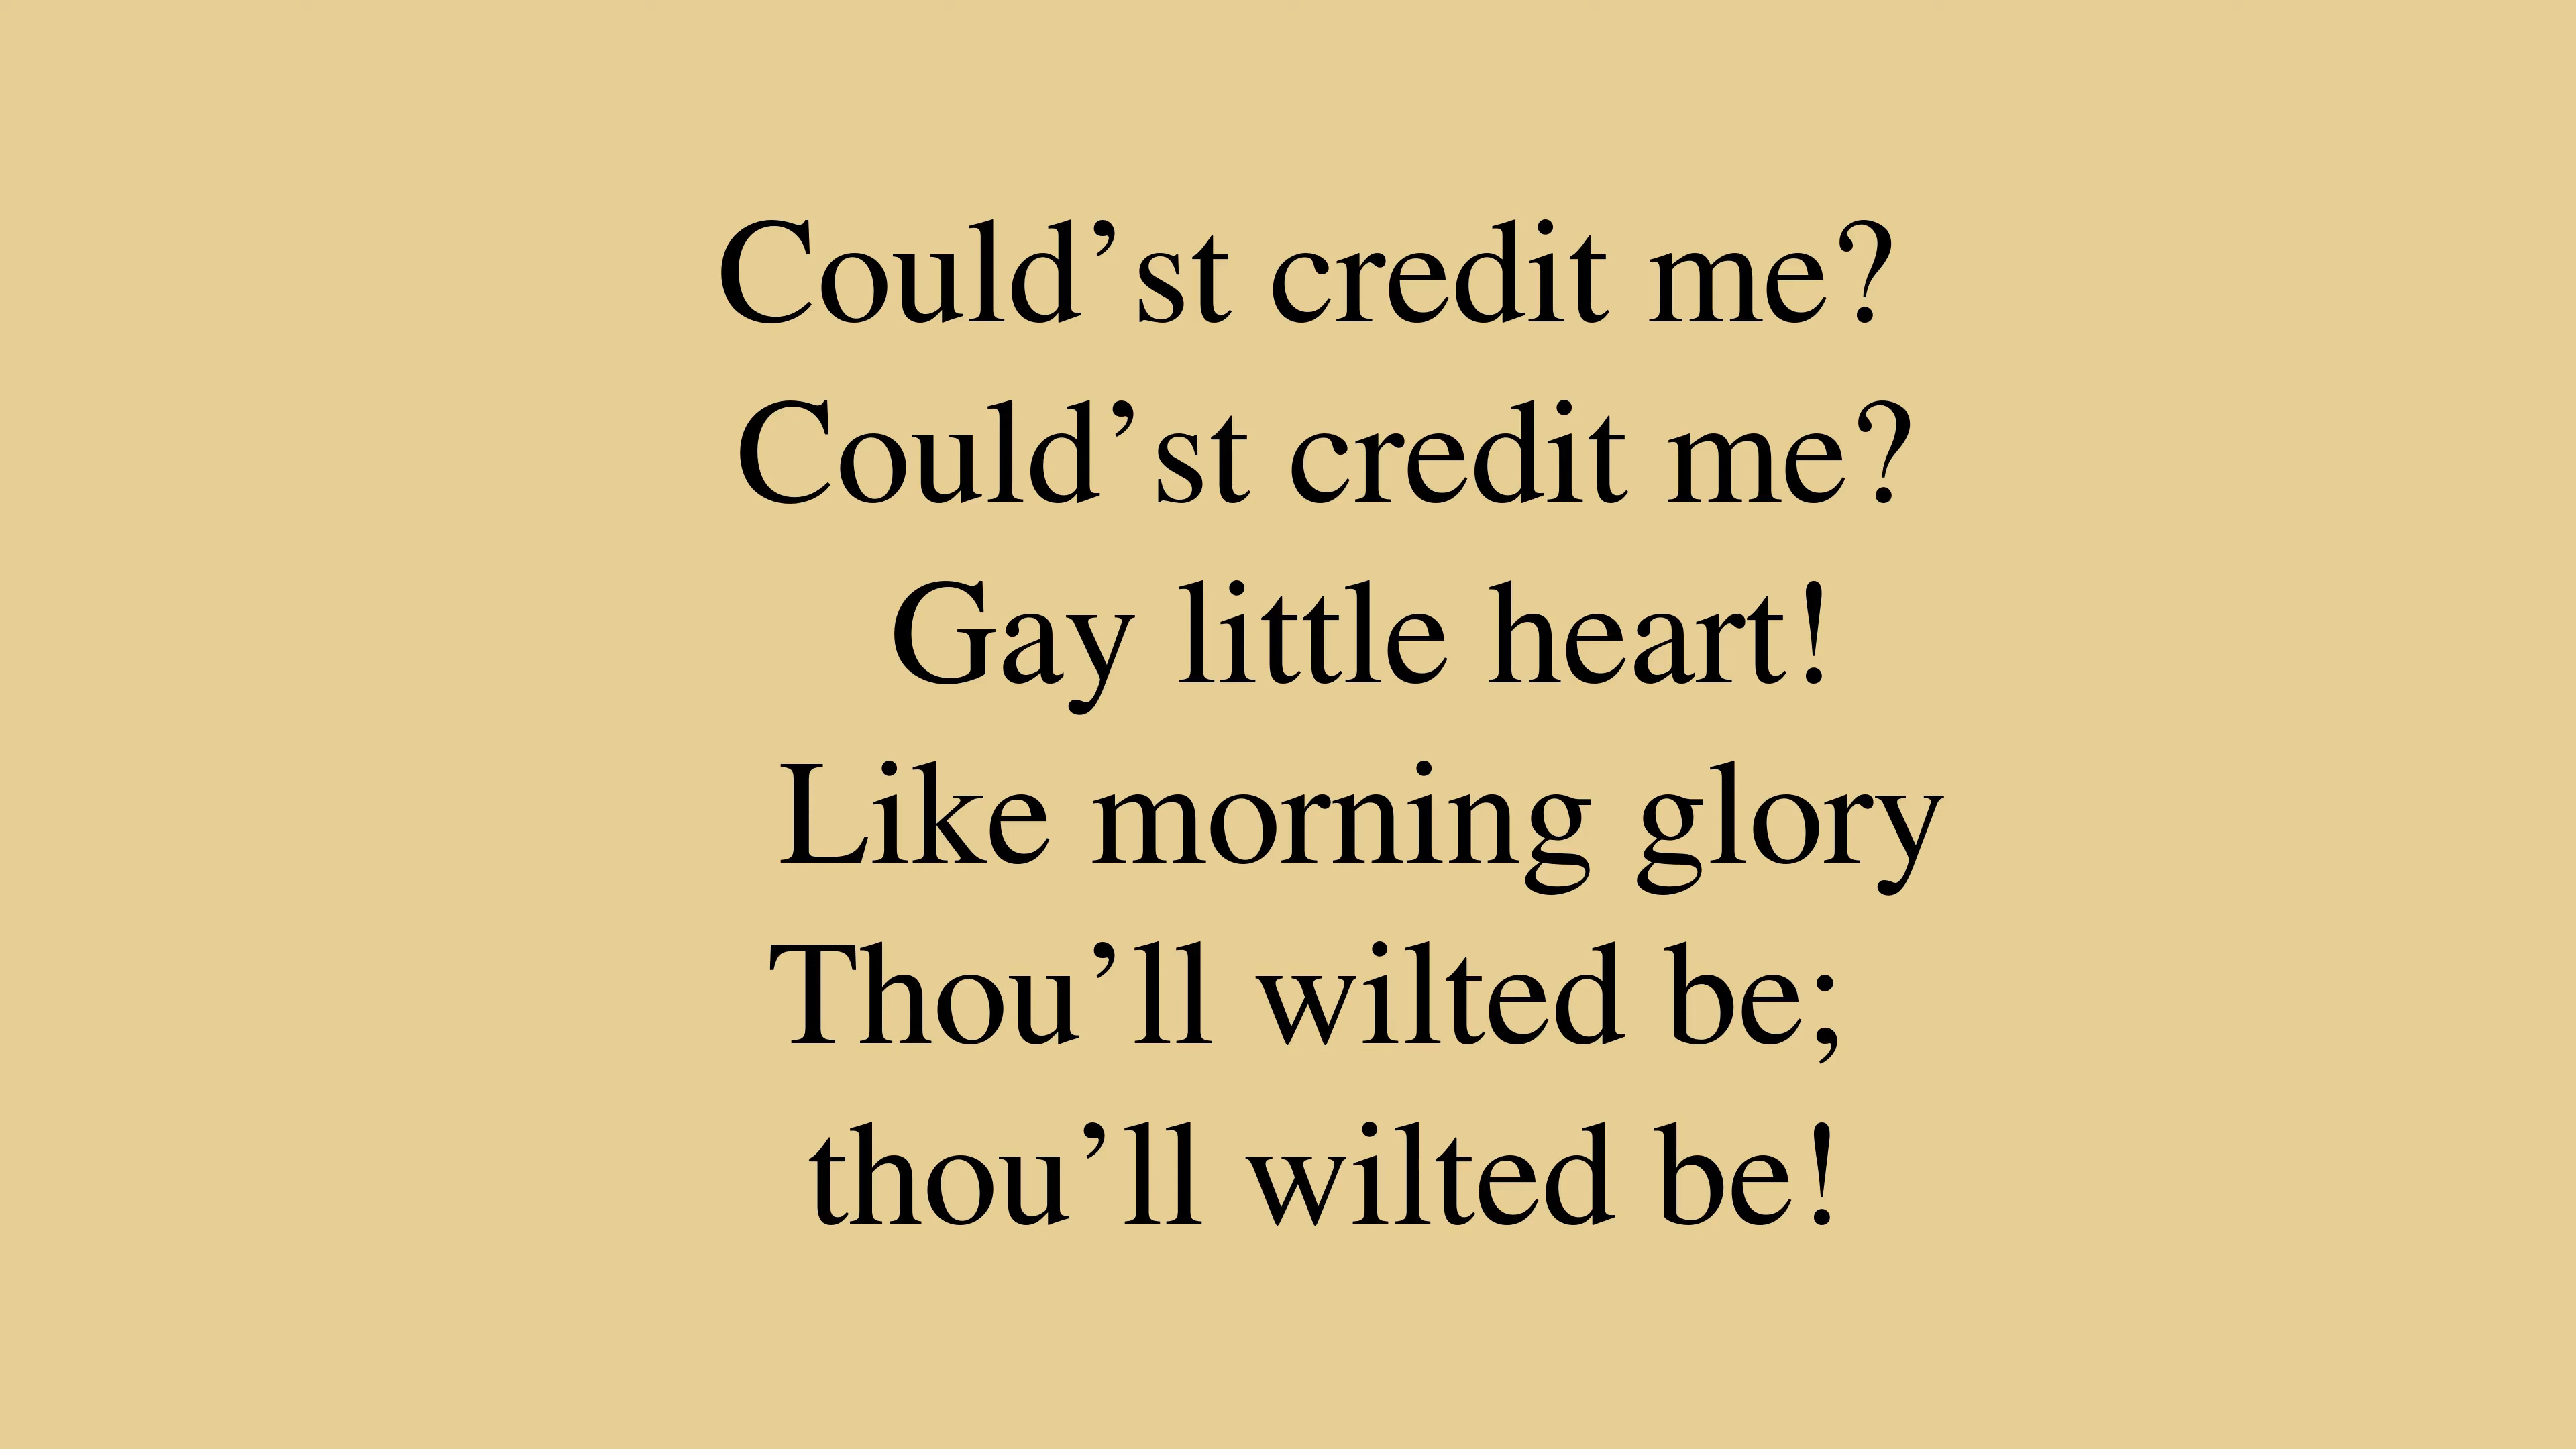 Could’st credit me?
Could’st credit me?
Gay little heart!
Like morning glory
Thou’ll wilted be;
thou’ll wilted be!